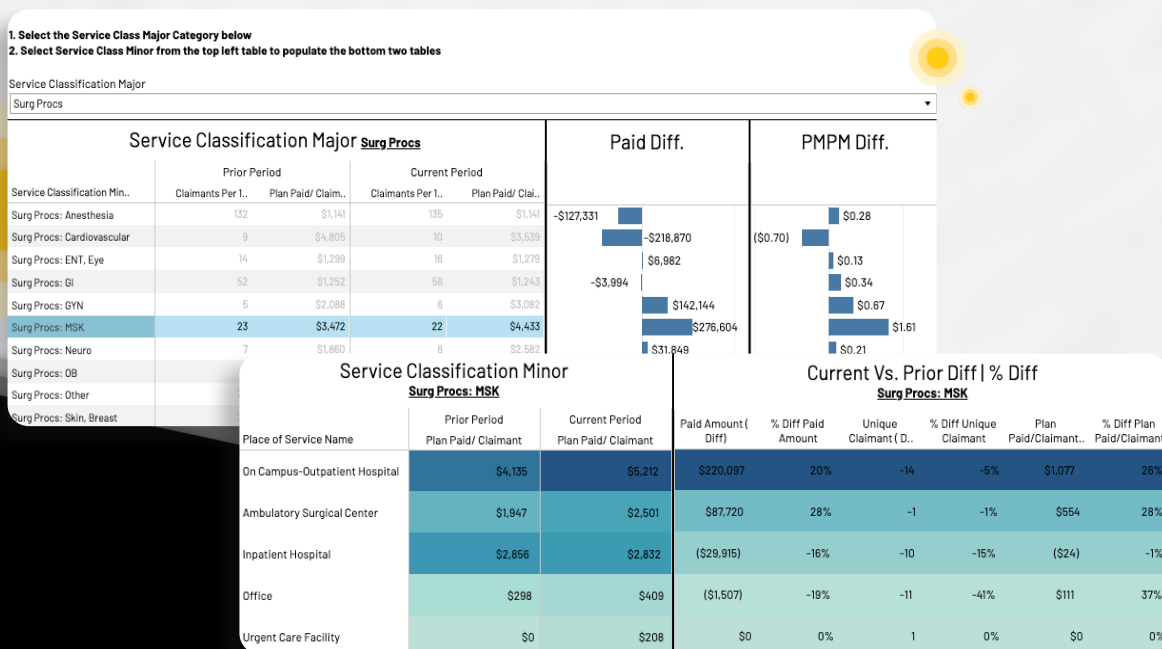 1. Select the Service Class Major Category below
2. Select Service Class Minor from the top left table to populate the bottom two tables
Service Classification Major
Surg Procs
Service Classification Major Surg Procs
Paid Diff.
PMPM Diff.
Prior Period Current Period
Service Classification Min.. Claimants Per 1.. Plan Paid/ Claim.. Claimants Per 1.. Plan Paid/ Clai..
Surg Procs: Anesthesia 132 $1,141 135 $1,141 -$127,331 $0.28
Surg Procs: Cardiovascular 9 $4,805 10 $3,539 -$218,870 ($0.70)
Surg Procs: ENT, Eye 14 $1,299 16 $1,279 $6,982 $0.13
Surg Procs: GI 52 $1,252 56 $1,243 -$3,994 $0.34
Surg Procs: GYN 5 $2,088 6 $3,082 $142,144 $0.67
Surg Procs: MSK 23 $3,472 22 $4,433 $276,604 $1.61
Surg Procs: Neuro 7 $1,860 6 $2,582 $31,849 $0.21
Surg Procs: OB
Surg Procs: Other
Surg Procs: Skin, Breast
Service Classification Minor
Surg Procs: MSK
Current Vs. Prior Diff | % Diff
Surg Procs: MSK
Prior Period Current Period
Place of Service Name Plan Paid/ Claimant Plan Paid/ Claimant
Paid Amount ( % Diff Paid Unique % Diff Unique Plan % Diff Plan
Diff) Amount Claimant ( D.. Claimant Paid/Claimant.. Paid/Claimant
On Campus-Outpatient Hospital $4,135 $5,212 $220,097 20% -14 -5% $1,077 26%
Ambulatory Surgical Center $1,947 $2,501 $87,720 28% -1 -1% $554 28%
Inpatient Hospital $2,856 $2,832 ($29,915) -16% -10 -15% ($24) -1%
Office $298 $409 ($1,507) -19% -11 -41% $111 37%
Urgent Care Facility $0 $208 $0 0% 1 0% $0 0%